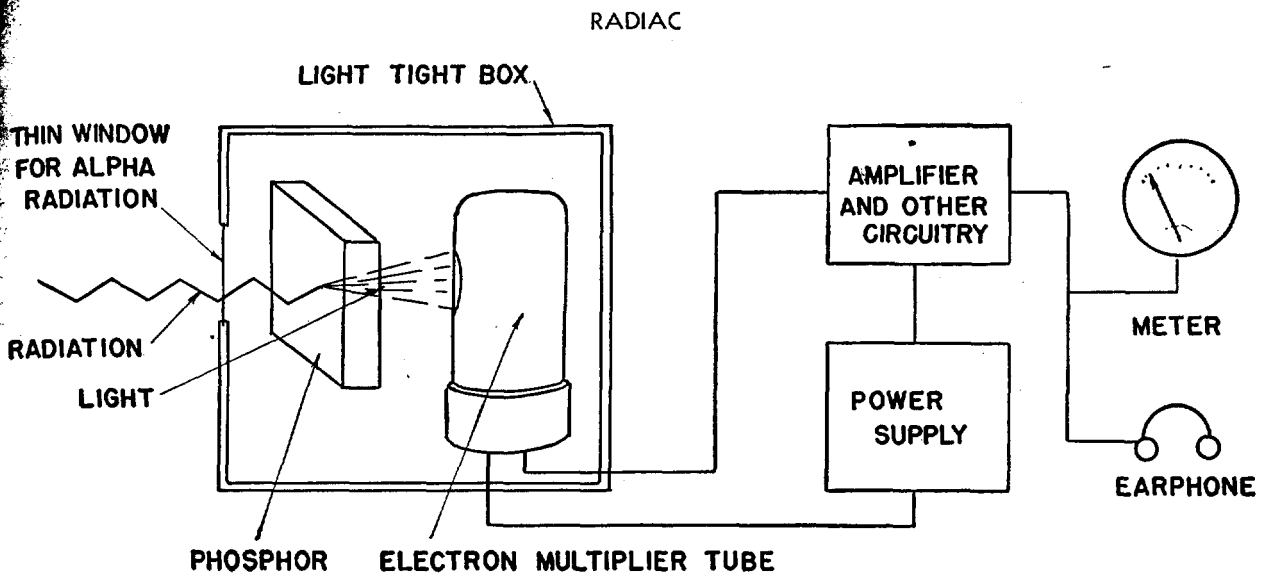 RADIAC
LIGHT TIGHT BOX
THIN WINDOW
FOR ALPHA
RADIATION
AMPLIFIER
AND OTHER
CIRCUITRY
RADIATION
METER
LIGHT
POWER
SUPPLY
EARPHONE
PHOSPHOR
ELECTRON MULTIPLIER TUBE